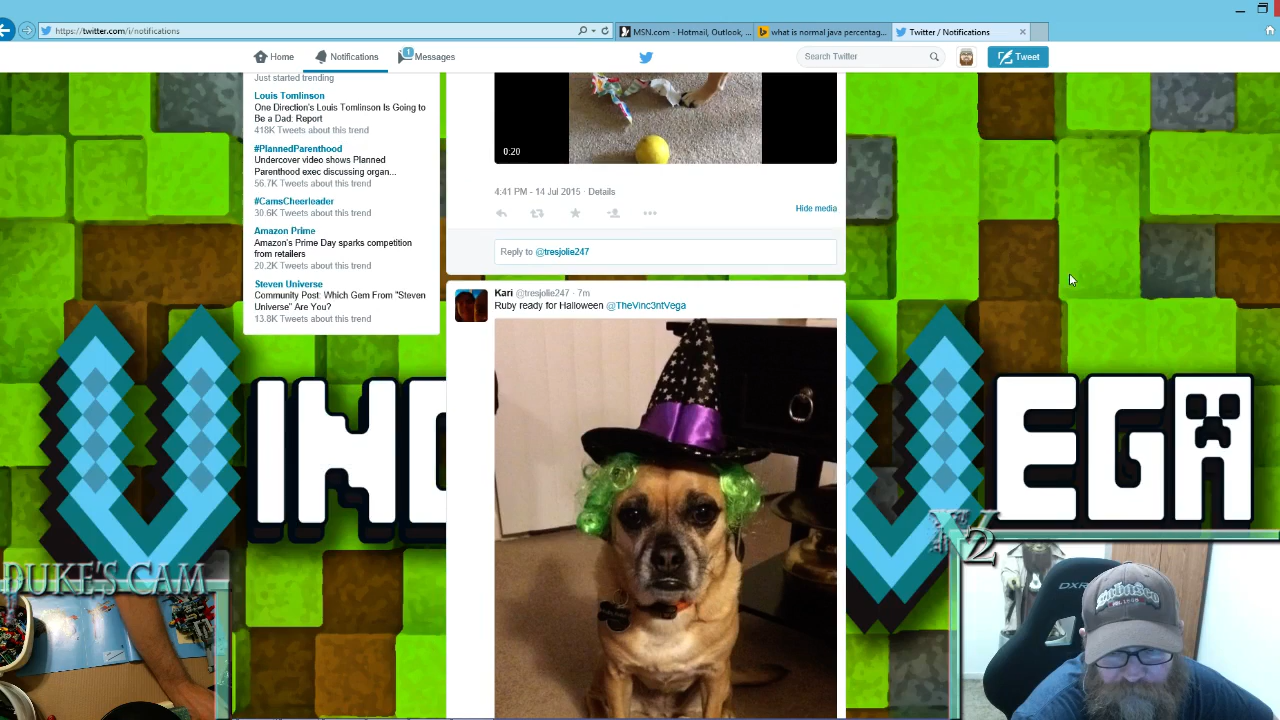 https://twitter.com/i/notifications
MSN.com - Hotmail, Outlook, ...
what is normal java percentag...
Twitter / Notifications
Home
Notifications
1
Messages
Search Twitter
Tweet
Just started trending
Louis Tomlinson
One Direction's Louis Tomlinson Is Going to
Be a Dad: Report
418K Tweets about this trend
#PlannedParenthood
Undercover video shows Planned
Parenthood exec discussing organ...
56.7K Tweets about this trend
#CamsCheerleader
30.6K Tweets about this trend
Amazon Prime
Amazon's Prime Day sparks competition
from retailers
20.2K Tweets about this trend
Steven Universe
Community Post: Which Gem From "Steven
Universe" Are You?
13.8K Tweets about this trend
0:20
4:41 PM - 14 Jul 2015 · Details
Hide media
Reply to @tresjolie247
Kari @tresjolie247 · 7m
Ruby ready for Halloween @TheVinc3ntVega
VINC VEGA
DUKE'S CAM
V2
DXR